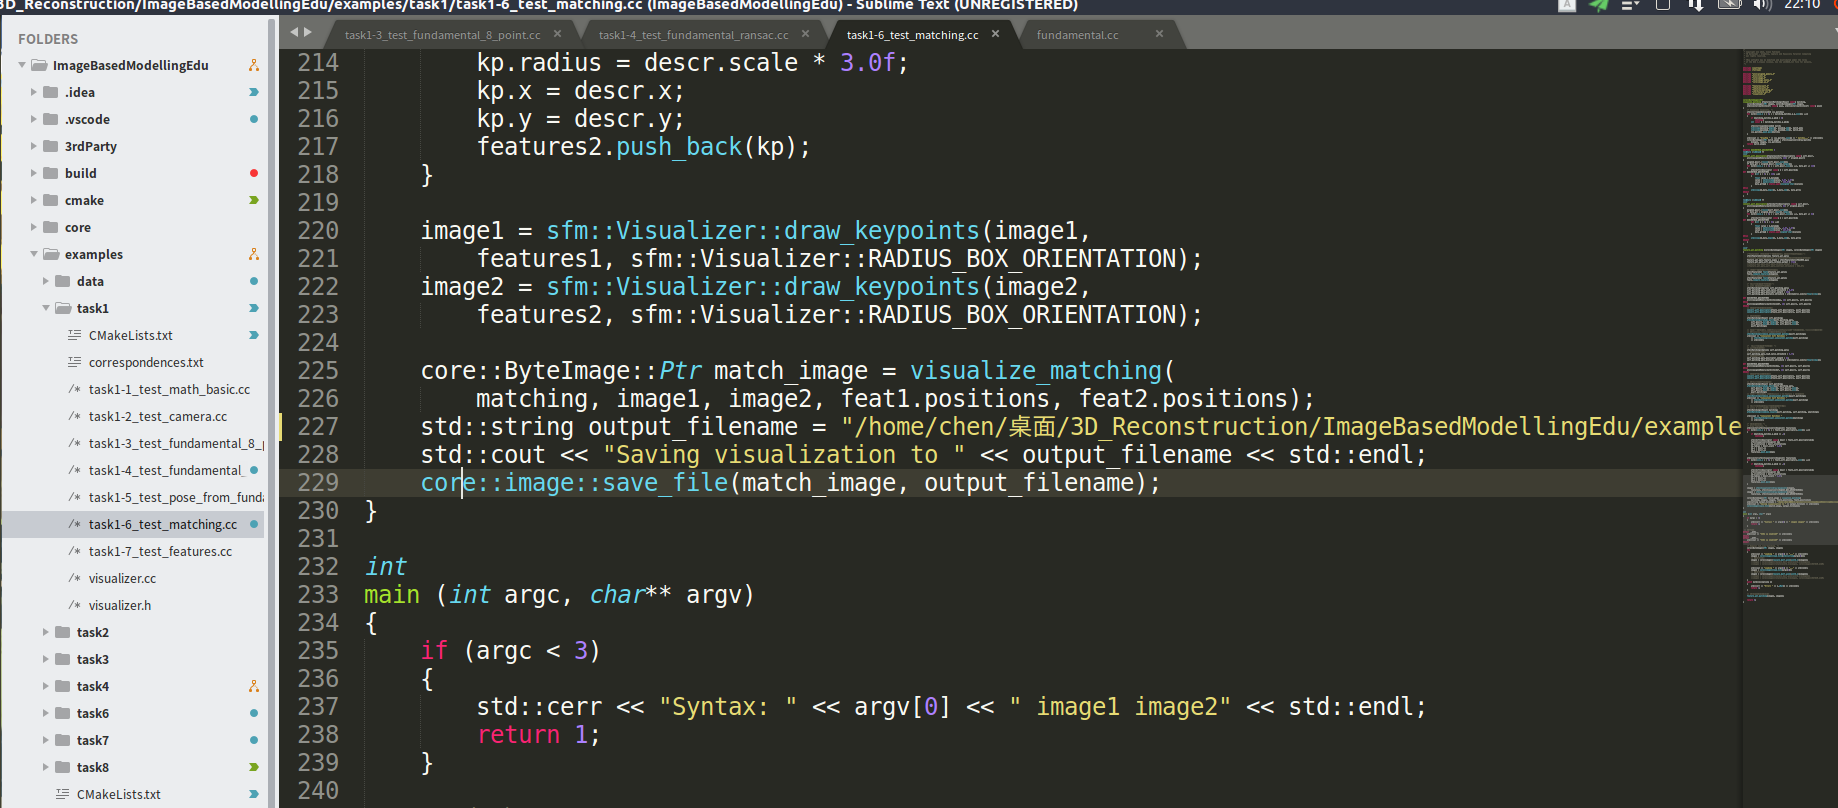 3D_Reconstruction/ImageBasedModellingEdu/examples/task1/task1-6_test_matching.cc (ImageBasedModellingEdu) - Sublime Text (UNREGISTERED)
A
22:10
FOLDERS
ImageBasedModellingEdu
.idea
.vscode
3rdParty
build
cmake
core
examples
data
task1
CMakeLists.txt
correspondences.txt
/* task1-1_test_math_basic.cc
/* task1-2_test_camera.cc
/* task1-3_test_fundamental_8_
/* task1-4_test_fundamental_
/* task1-5_test_pose_from_fund
/* task1-6_test_matching.cc
/* task1-7_test_features.cc
/* visualizer.cc
/* visualizer.h
task2
task3
task4
task6
task7
task8
CMakeLists.txt
task1-3_test_fundamental_8_point.cc × task1-4_test_fundamental_ransac.cc × task1-6_test_matching.cc × fundamental.cc ×
214 kp.radius = descr.scale * 3.0f;
215 kp.x = descr.x;
216 kp.y = descr.y;
217 features2.push_back(kp);
218 }
219
220 image1 = sfm::Visualizer::draw_keypoints(image1,
221 features1, sfm::Visualizer::RADIUS_BOX_ORIENTATION);
222 image2 = sfm::Visualizer::draw_keypoints(image2,
223 features2, sfm::Visualizer::RADIUS_BOX_ORIENTATION);
224
225 core::ByteImage::Ptr match_image = visualize_matching(
226 matching, image1, image2, feat1.positions, feat2.positions);
227 std::string output_filename = "/home/chen/桌面/3D_Reconstruction/ImageBasedModellingEdu/example
228 std::cout << "Saving visualization to " << output_filename << std::endl;
229 core::image::save_file(match_image, output_filename);
230 }
231
232 int
233 main (int argc, char** argv)
234 {
235 if (argc < 3)
236 {
237 std::cerr << "Syntax: " << argv[0] << " image1 image2" << std::endl;
238 return 1;
239 }
240